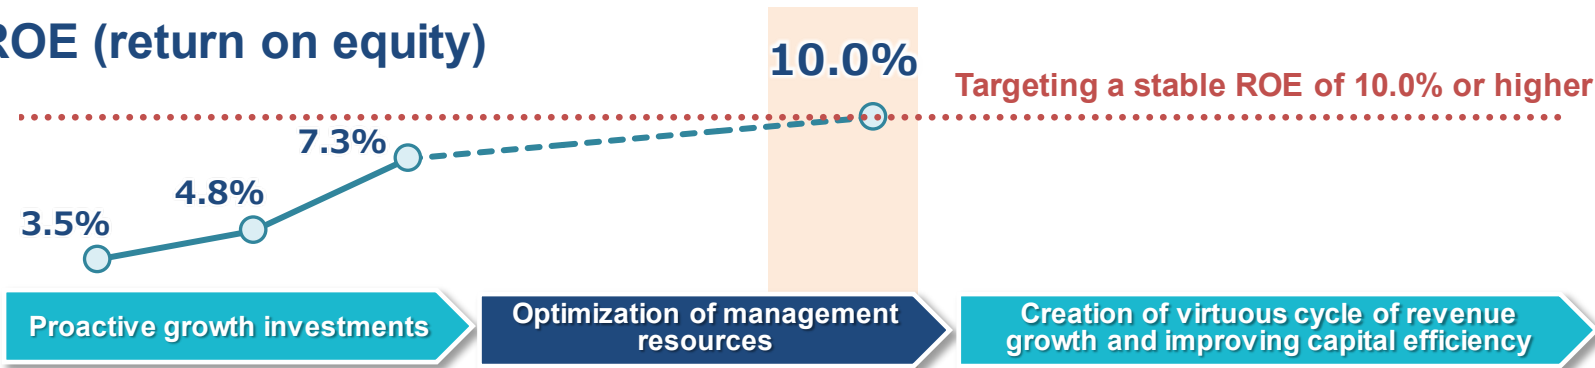 ROE (return on equity)
10.0%
Targeting a stable ROE of 10.0% or higher
7.3%
4.8%
3.5%
Proactive growth investments
Optimization of management
resources
Creation of virtuous cycle of revenue
growth and improving capital efficiency